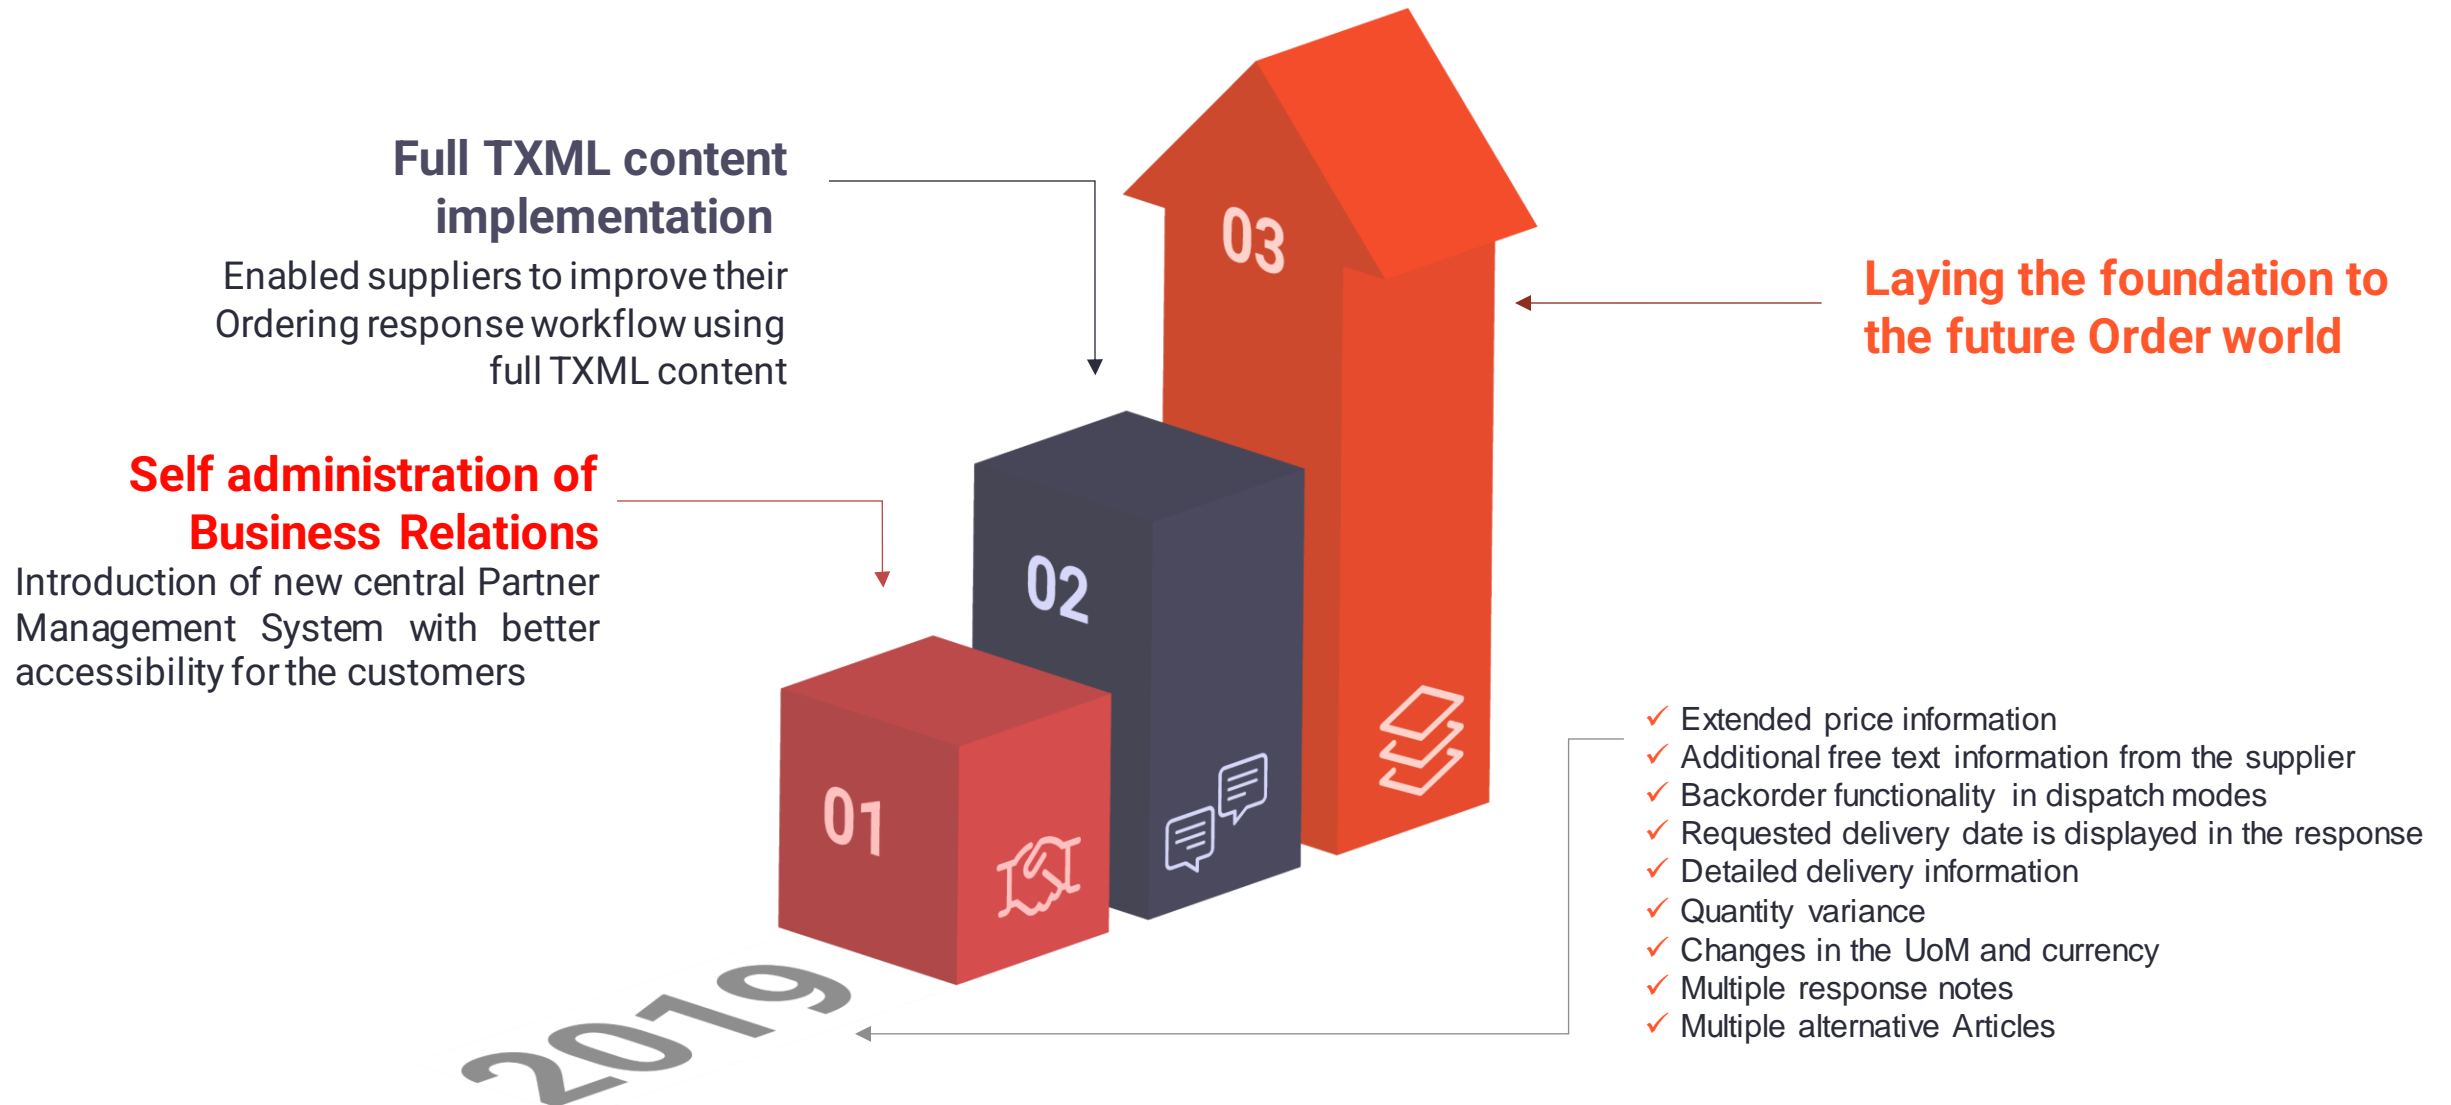 Full TXML content
implementation
Enabled suppliers to improve their
Ordering response workflow using
full TXML content
Self administration of
Business Relations
Introduction of new central Partner
Management System with better
accessibility for the customers
03
02
01
2019
Laying the foundation to
the future Order world
✓ Extended price information
✓ Additional free text information from the supplier
✓ Backorder functionality in dispatch modes
✓ Requested delivery date is displayed in the response
✓ Detailed delivery information
✓ Quantity variance
✓ Changes in the UoM and currency
✓ Multiple response notes
✓ Multiple alternative Articles